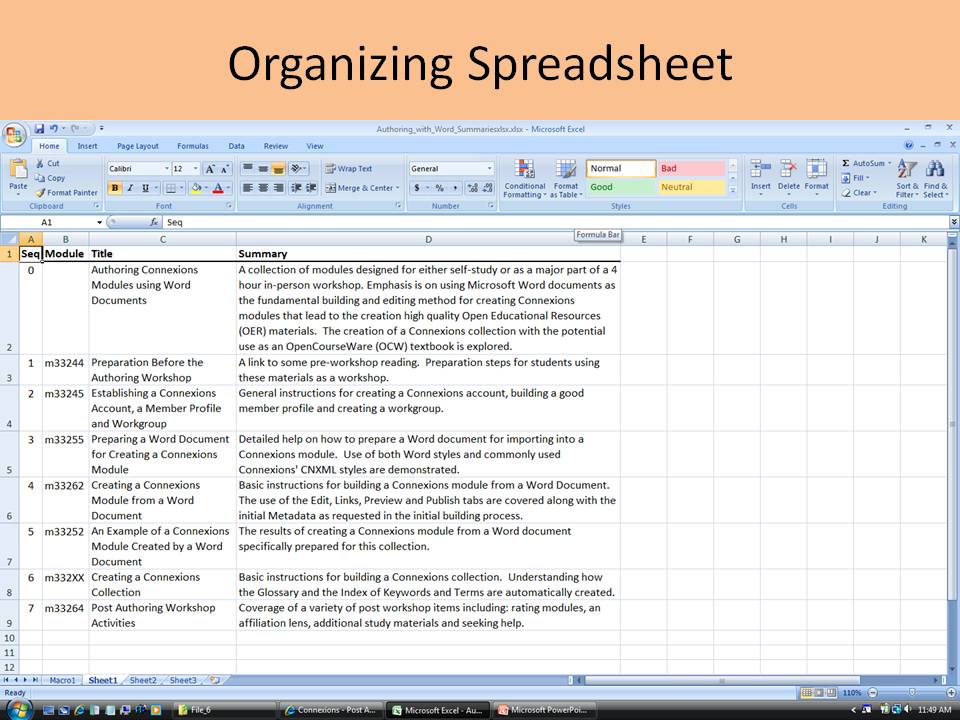 Organizing Spreadsheet
Authoring_with_Word_Summariesxlsx.xlsx - Microsoft Excel
Home Insert Page Layout Formulas Data Review View
Paste
Cut
Copy
Format Painter
Clipboard
Calibri 12
B I U
Font
Wrap Text
Merge & Center
Alignment
General
$ % ,
Number
Conditional Formatting
Format as Table
Normal Bad
Good Neutral
Styles
Insert Delete Format
Cells
Σ AutoSum
Fill
Clear
Sort & Filter
Find & Select
Editing
A1 fx Seq
Formula Bar
A B C D E F G H I J K
1 Seq Module Title Summary
0 Authoring Connexions A collection of modules designed for either self-study or as a major part of a 4
Modules using Word hour in-person workshop. Emphasis is on using Microsoft Word documents as
Documents the fundamental building and editing method for creating Connexions
modules that lead to the creation high quality Open Educational Resources
(OER) materials. The creation of a Connexions collection with the potential
2 use as an OpenCourseWare (OCW) textbook is explored.
1 m33244 Preparation Before the A link to some pre-workshop reading. Preparation steps for students using
3 Authoring Workshop these materials as a workshop.
2 m33245 Establishing a Connexions General instructions for creating a Connexions account, building a good
Account, a Member Profile member profile and creating a workgroup.
4 and Workgroup
3 m33255 Preparing a Word Document Detailed help on how to prepare a Word document for importing into a
for Creating a Connexions Connexions module. Use of both Word styles and commonly used
5 Module Connexions' CNXML styles are demonstrated.
4 m33262 Creating a Connexions Basic instructions for building a Connexions module from a Word Document.
Module from a Word The use of the Edit, Links, Preview and Publish tabs are covered along with the
6 Document initial Metadata as requested in the initial building process.
5 m33252 An Example of a Connexions The results of creating a Connexions module from a Word document
Module Created by a Word specifically prepared for this collection.
7 Document
6 m332XX Creating a Connexions Basic instructions for building a Connexions collection. Understanding how
8 Collection the Glossary and the Index of Keywords and Terms are automatically created.
7 m33264 Post Authoring Workshop Coverage of a variety of post workshop items including: rating modules, an
9 Activities affiliation lens, additional study materials and seeking help.
10
11
12
Macro1 Sheet1 Sheet2 Sheet3
Ready 110%
File_6 Connexions - Post A... Microsoft Excel - Au... Microsoft PowerPoi... 11:49 AM